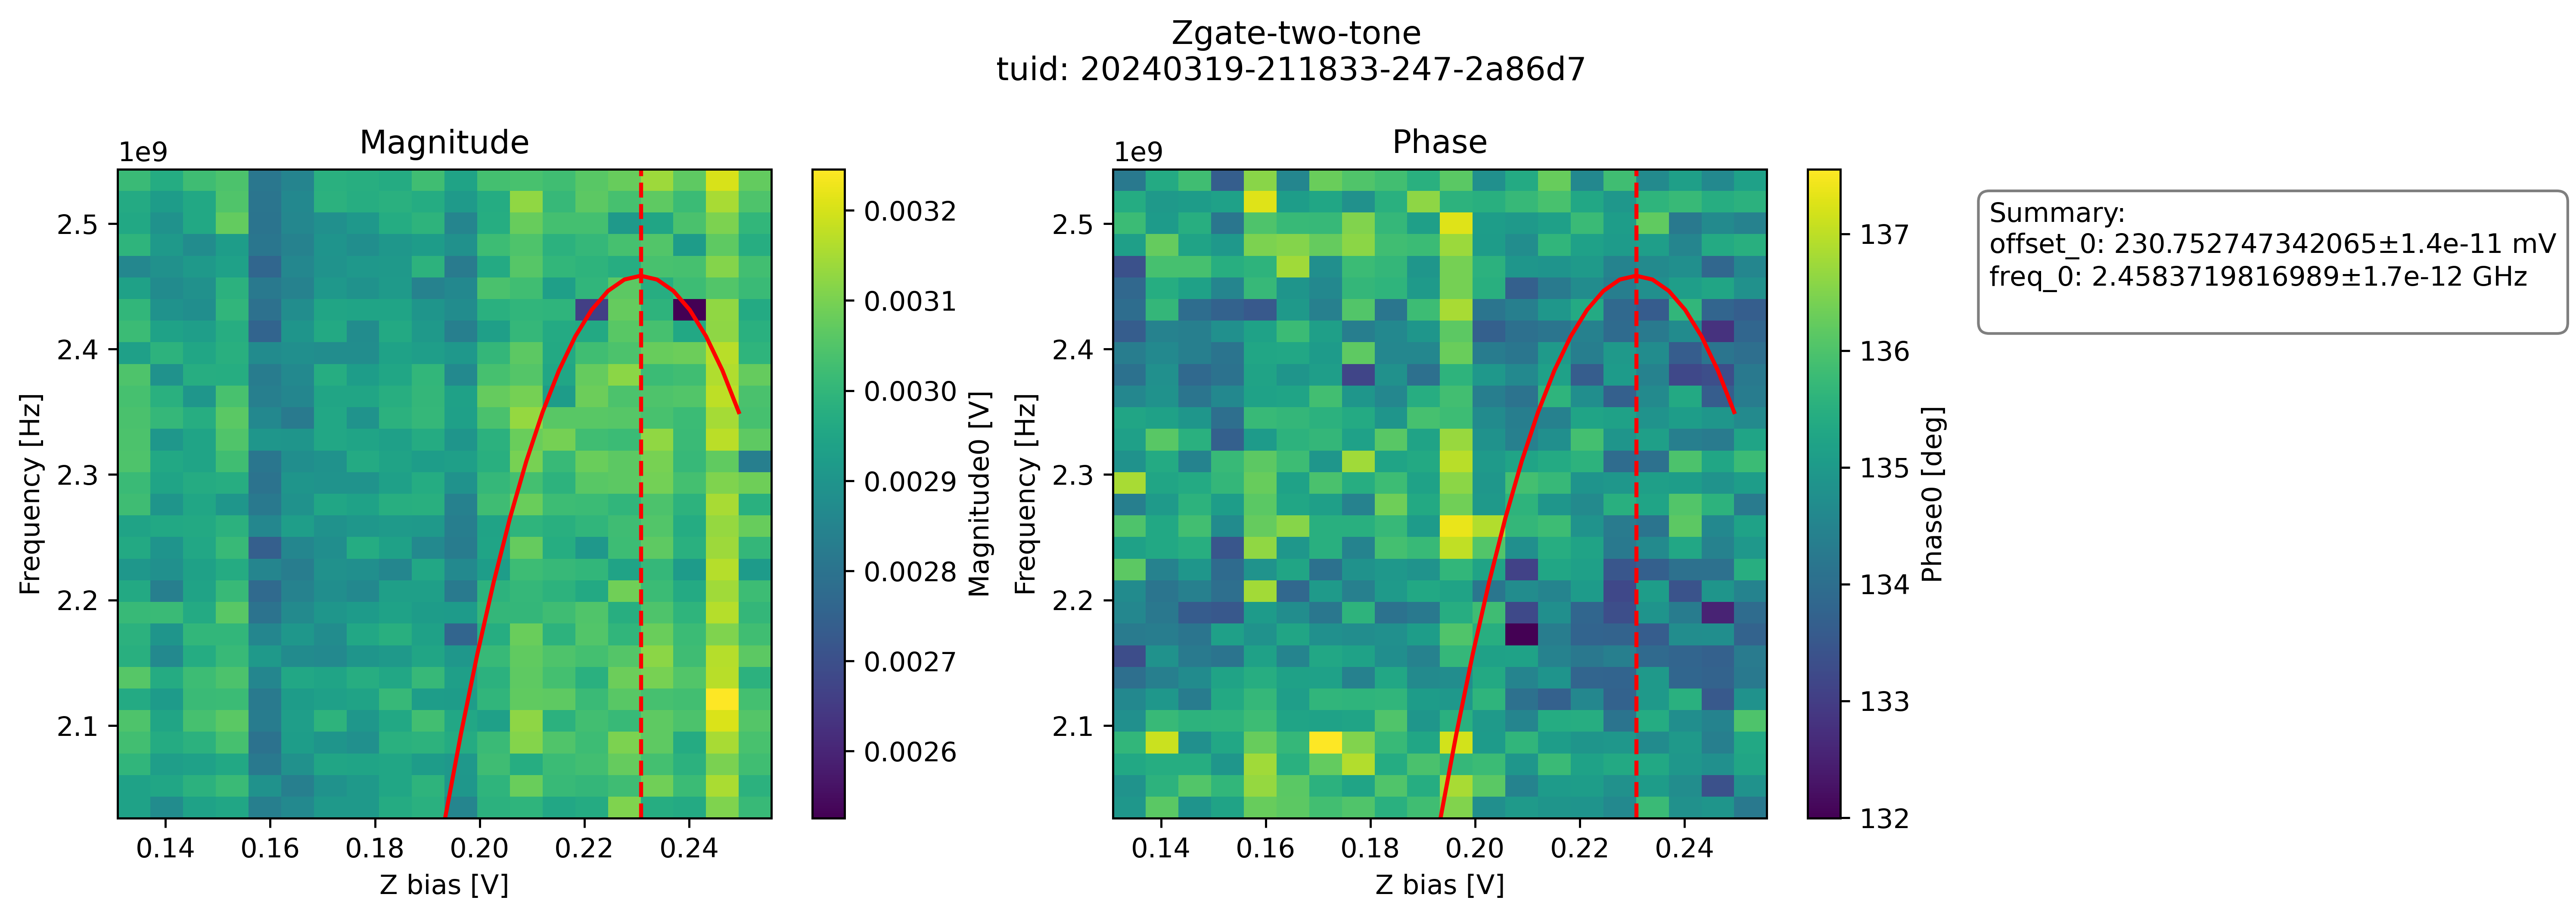 Zgate-two-tone
tuid: 20240319-211833-247-2a86d7
Magnitude
1e9
2.5
2.4
2.3
2.2
2.1
Frequency [Hz]
0.14 0.16 0.18 0.20 0.22 0.24
Z bias [V]
0.0032
0.0031
0.0030
0.0029
0.0028
0.0027
0.0026
Magnitude0 [V]
Phase
1e9
2.5
2.4
2.3
2.2
2.1
Frequency [Hz]
0.14 0.16 0.18 0.20 0.22 0.24
Z bias [V]
137
136
135
134
133
132
Phase0 [deg]
Summary:
offset_0: 230.752747342065±1.4e-11 mV
freq_0: 2.4583719816989±1.7e-12 GHz